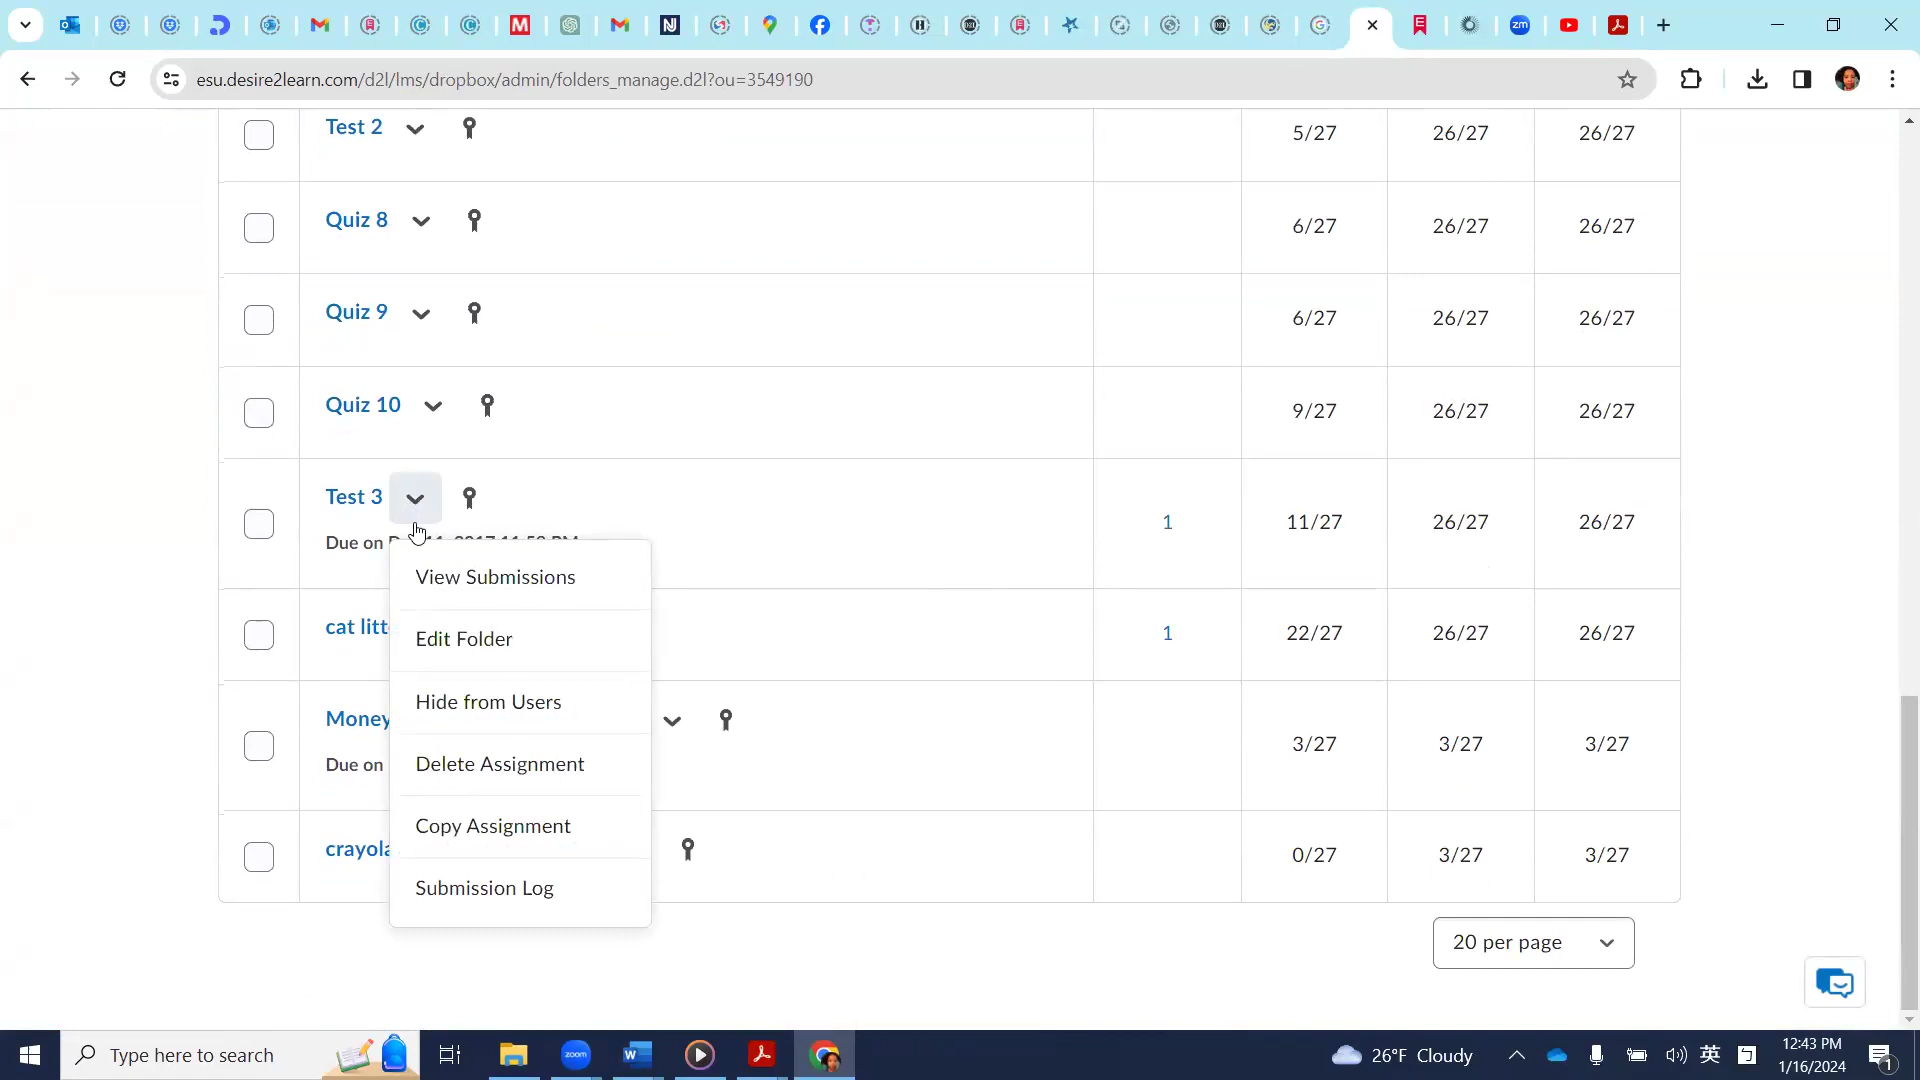 esu.desire2learn.com/d2l/lms/dropbox/admin/folders_manage.d2l?ou=3549190
Test 2 5/27 26/27 26/27
Quiz 8 6/27 26/27 26/27
Quiz 9 6/27 26/27 26/27
Quiz 10 9/27 26/27 26/27
Test 3 1 11/27 26/27 26/27
Due on
View Submissions
cat 1 22/27 26/27 26/27
Edit Folder
Hide from Users
Money 3/27 3/27 3/27
Due on
Delete Assignment
Copy Assignment
crayola 0/27 3/27 3/27
Submission Log
20 per page
Type here to search
zoom
26°F Cloudy
英
12:43 PM
1/16/2024
1